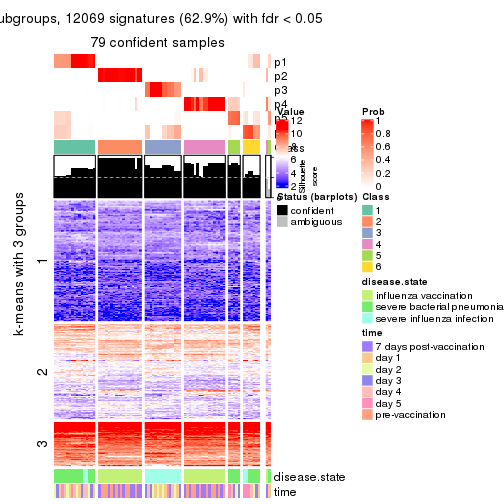 ubgroups, 12069 signatures (62.9%) with fdr < 0.05
79 confident samples
p1
p2
p3
p4
Value
12
10
8
6
4
2
Silhouette
score
Status (barplots)
confident
ambiguous
Prob
1
0.8
0.6
0.4
0.2
0
Class
1
2
3
4
5
6
disease.state
influenza vaccination
severe bacterial pneumonia
severe influenza infection
time
7 days post-vaccination
day 1
day 2
day 3
day 4
day 5
pre-vaccination
k-means with 3 groups
1
2
3
disease.state
time